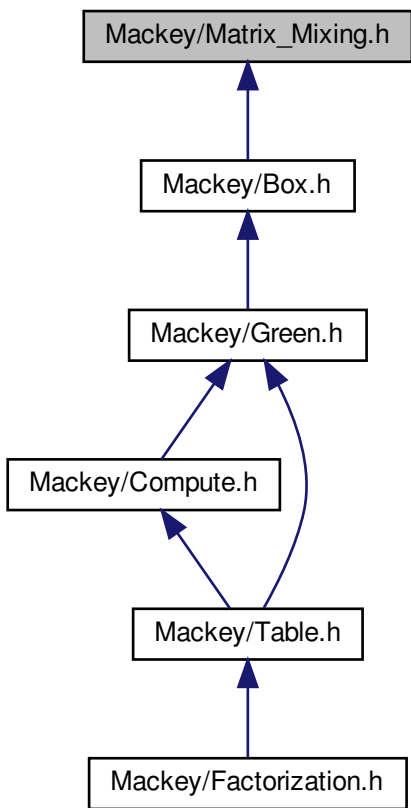 Mackey/Matrix_Mixing.h
Mackey/Box.h
Mackey/Green.h
Mackey/Compute.h
Mackey/Table.h
Mackey/Factorization.h